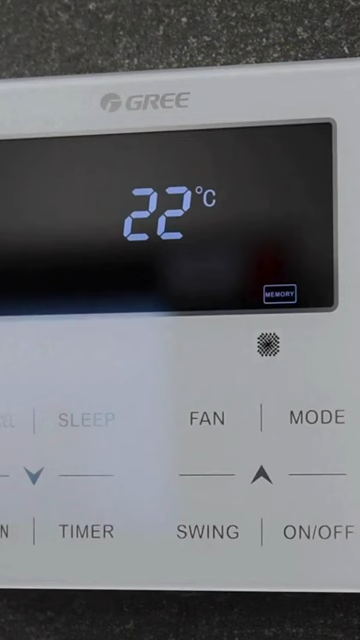 GREE
22°C
MEMORY
SLEEP
FAN
MODE
N
TIMER
SWING
ON/OFF